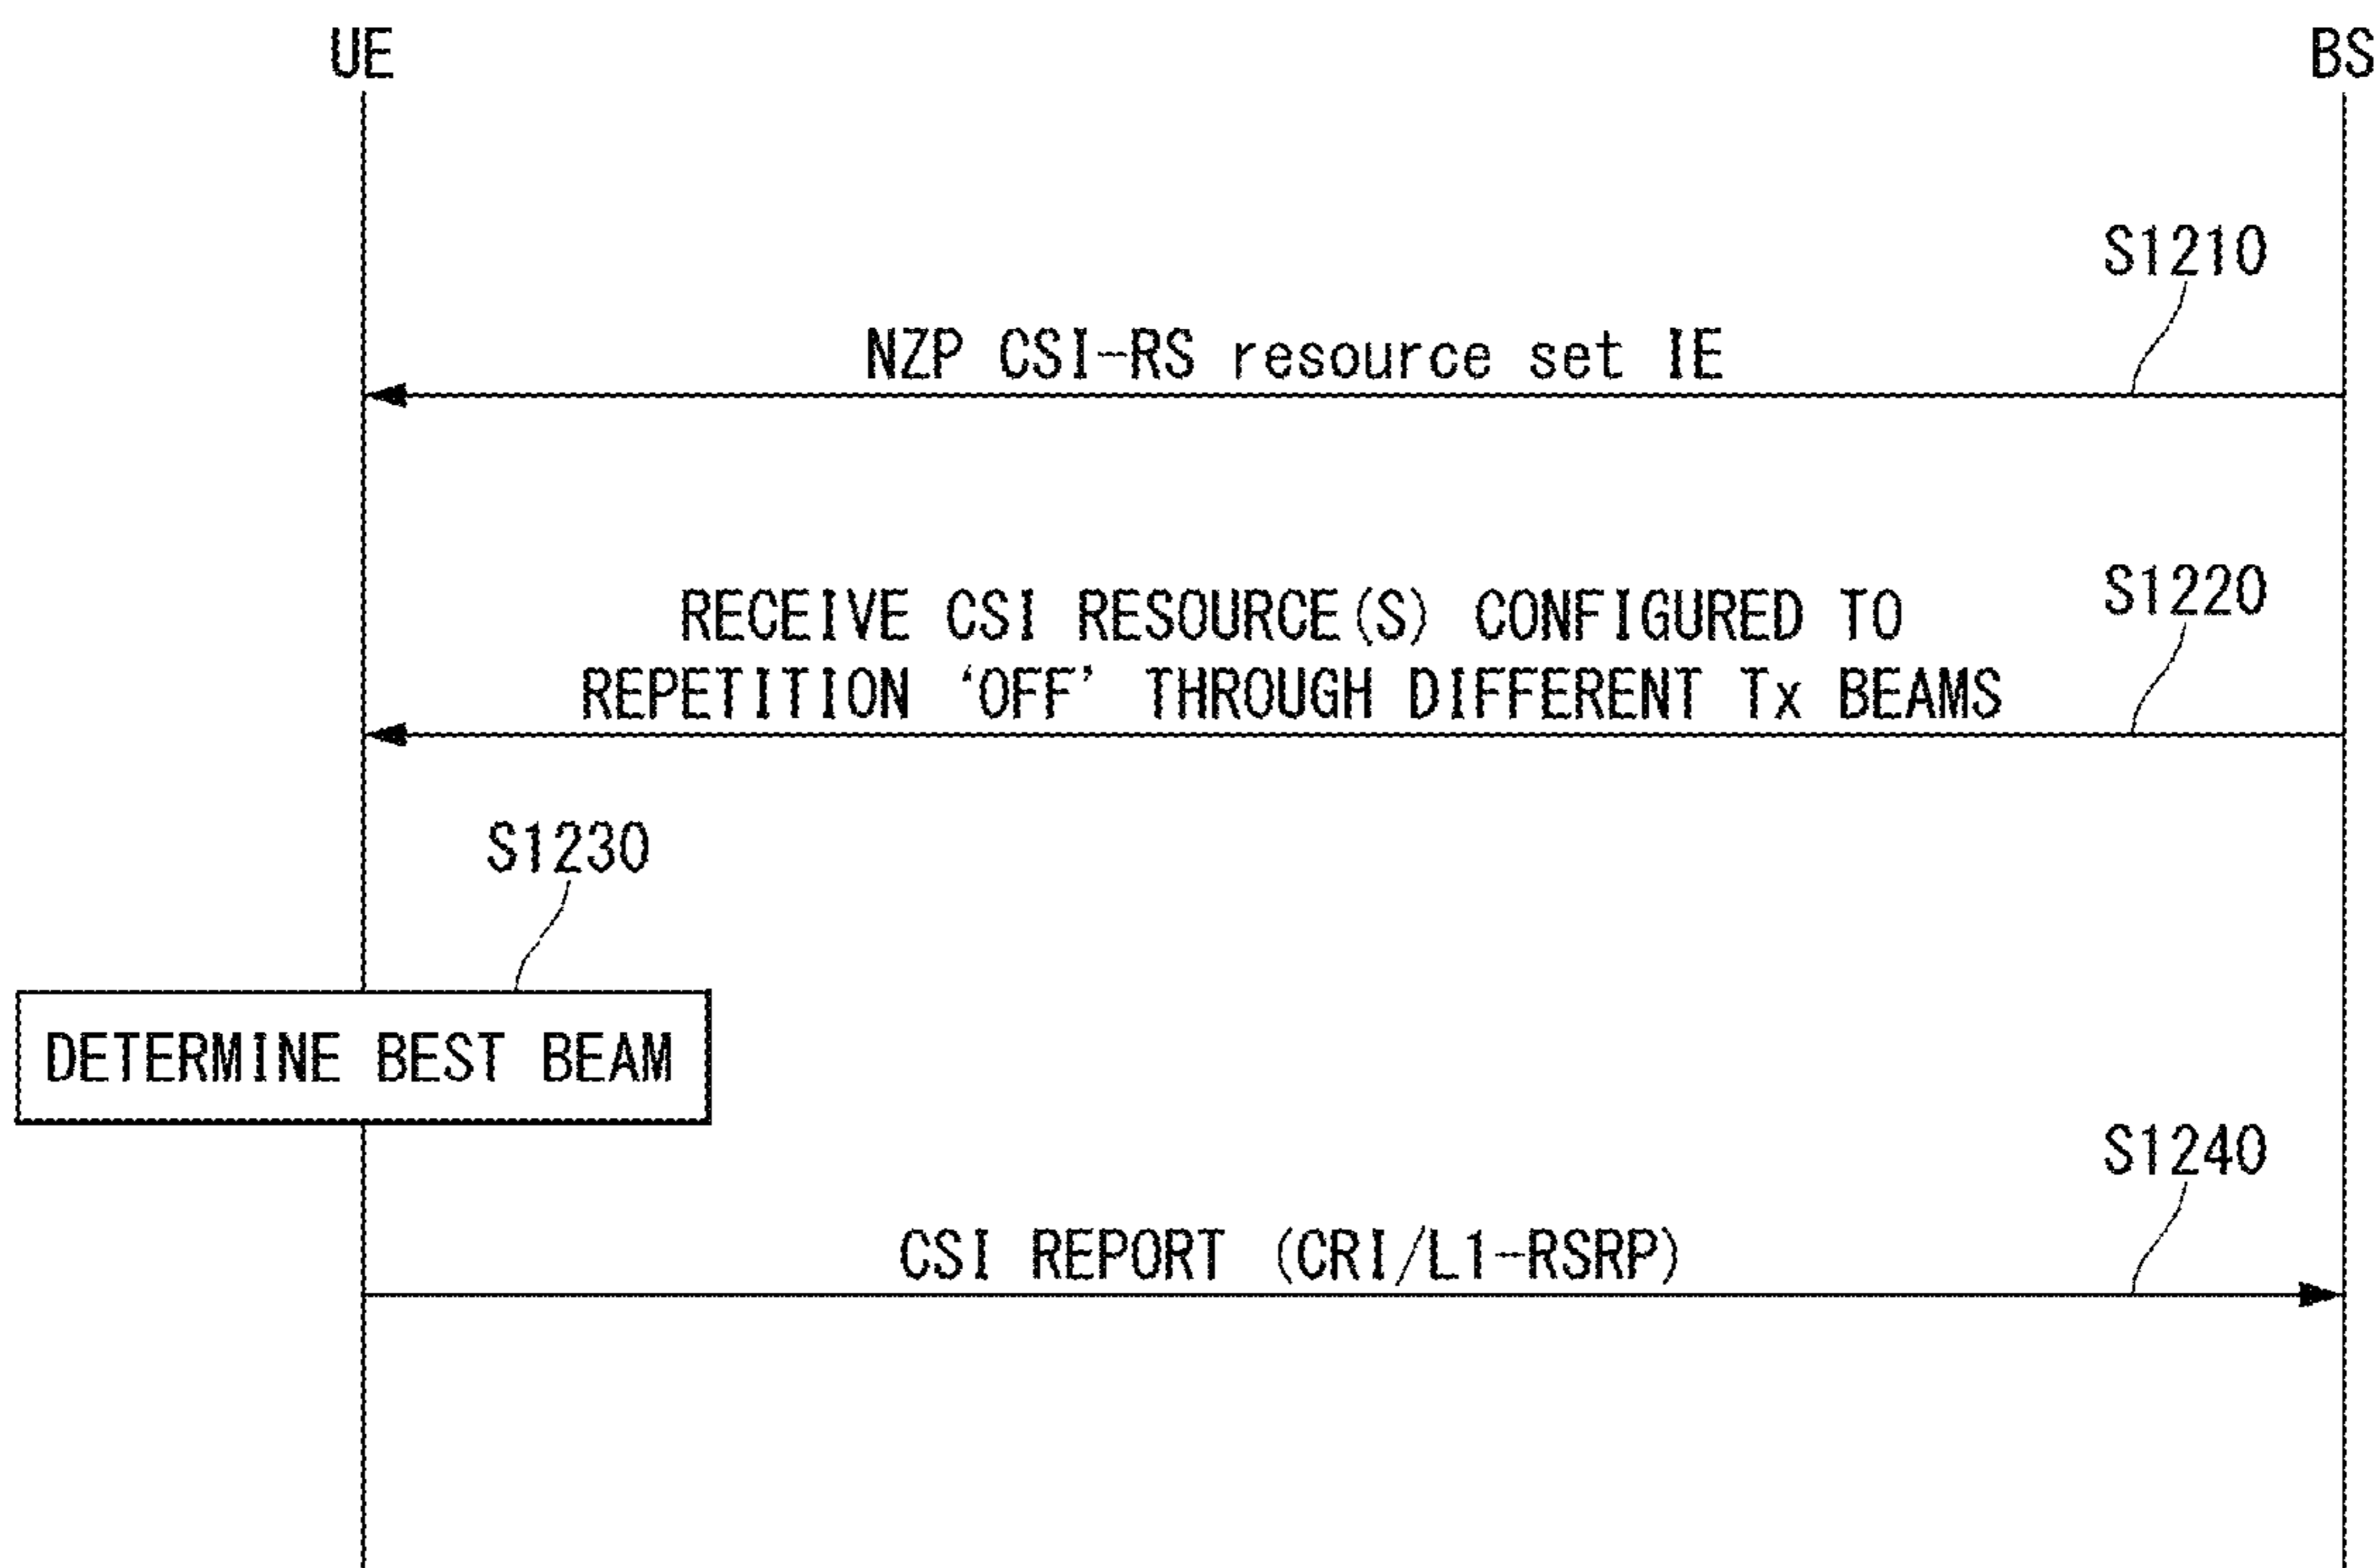 UE
BS
S1210
NZP CSI-RS resource set IE
S1220
RECEIVE CSI RESOURCE(S) CONFIGURED TO
REPETITION ‘OFF’ THROUGH DIFFERENT Tx BEAMS
S1230
DETERMINE BEST BEAM
S1240
CSI REPORT (CRI/L1-RSRP)